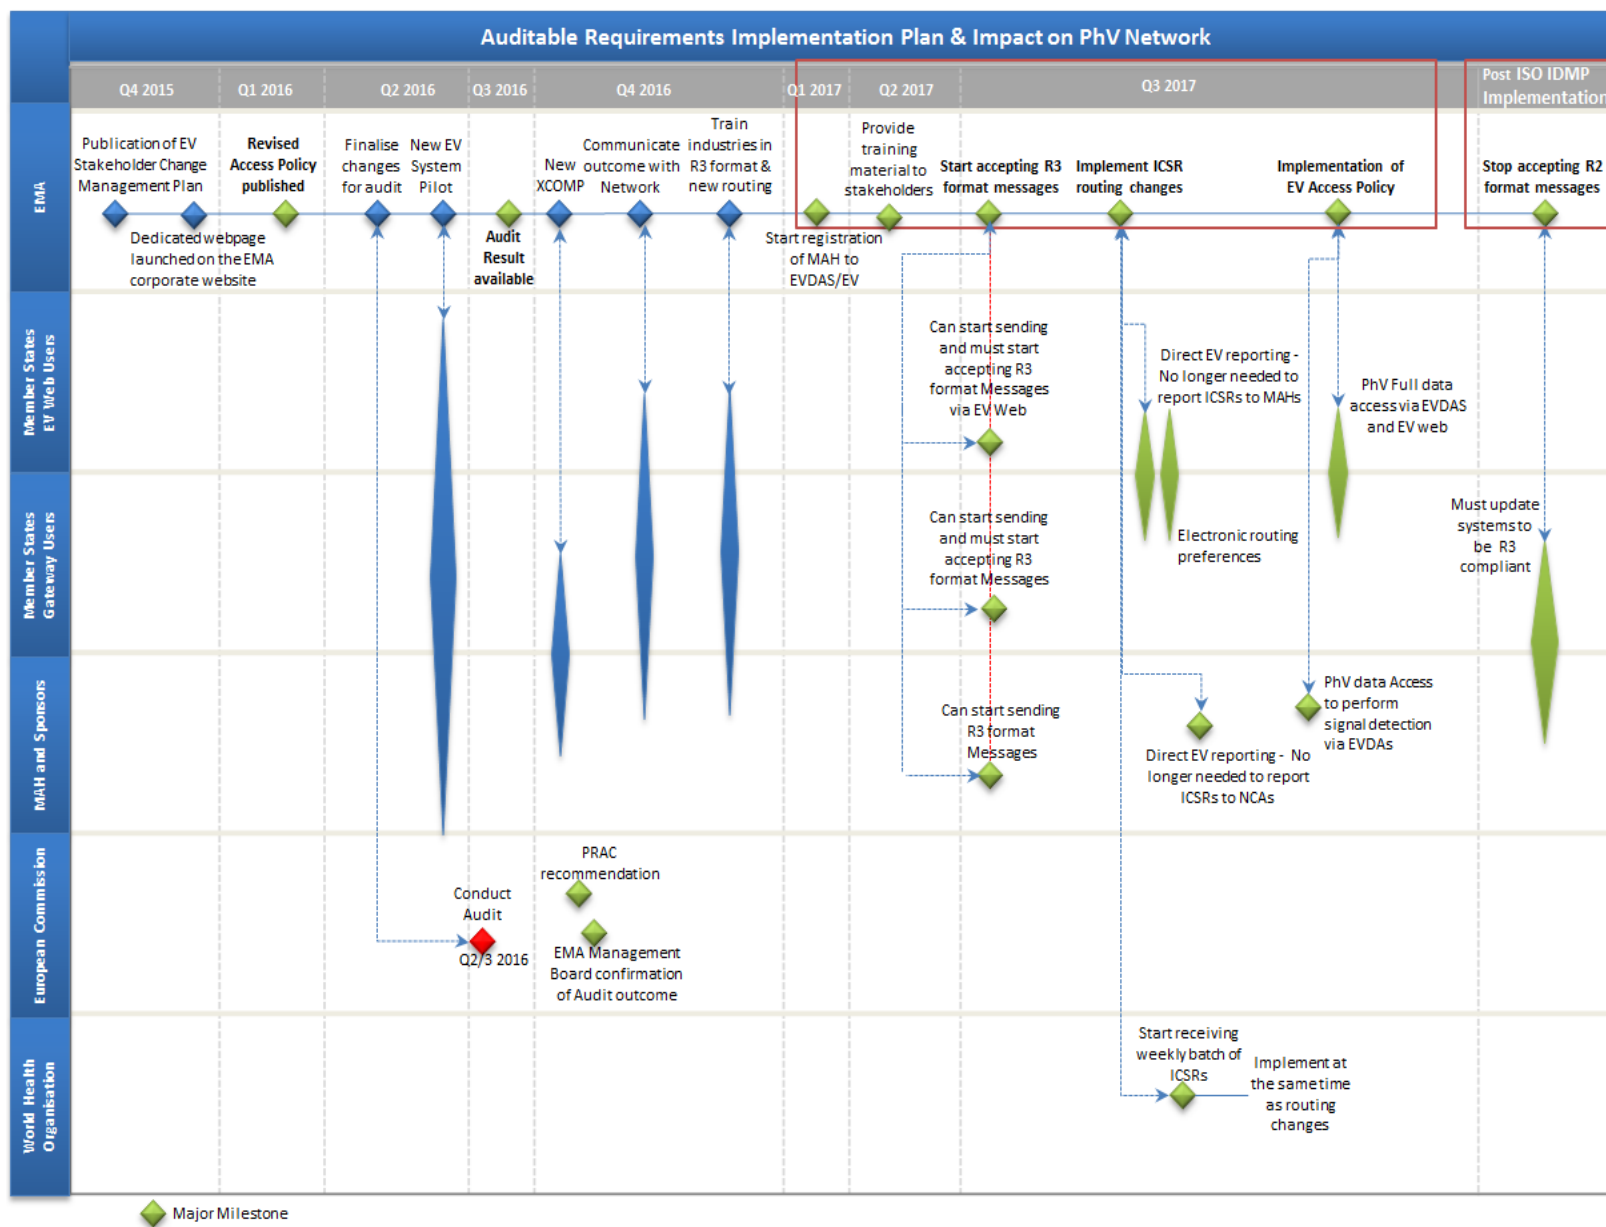 Auditable Requirements Implementation Plan & Impact on PhV Network
Q4 2015
Q1 2016
Q2 2016
Q3 2016
Q4 2016
Q1 2017
Q2 2017
Q3 2017
Post ISO IDMP
Implementation
EMA
Publication of EV
Stakeholder Change
Management Plan
Dedicated webpage
launched on the EMA
corporate website
Revised
Access Policy
published
Finalise
changes
for audit
New EV
System
Pilot
Audit
Result
available
New
XCOMP
Communicate
outcome with
Network
Train
industries in
R3 format &
new routing
Start registration
of MAH to
EVDAS/EV
Provide
training
material to
stakeholders
Start accepting R3
format messages
Implement ICSR
routing changes
Implementation of
EV Access Policy
Stop accepting R2
format messages
Member States
EV Web Users
Can start sending
and must start
accepting R3
format Messages
via EV Web
Direct EV reporting -
No longer needed to
report ICSRs to MAHs
PhV Full data
access via EVDAS
and EV web
Member States
Gateway Users
Can start sending
and must start
accepting R3
format Messages
Electronic routing
preferences
Must update
systems to
be R3
compliant
MAH and Sponsors
Can start sending
R3 format
Messages
Direct EV reporting - No
longer needed to report
ICSRs to NCAs
PhV data Access
to perform
signal detection
via EVDAs
European Commission
Conduct
Audit
Q2/3 2016
PRAC
recommendation
EMA Management
Board confirmation
of Audit outcome
World Health
Organisation
Start receiving
weekly batch of
ICSRs
Implement at
the same time
as routing
changes
Major Milestone